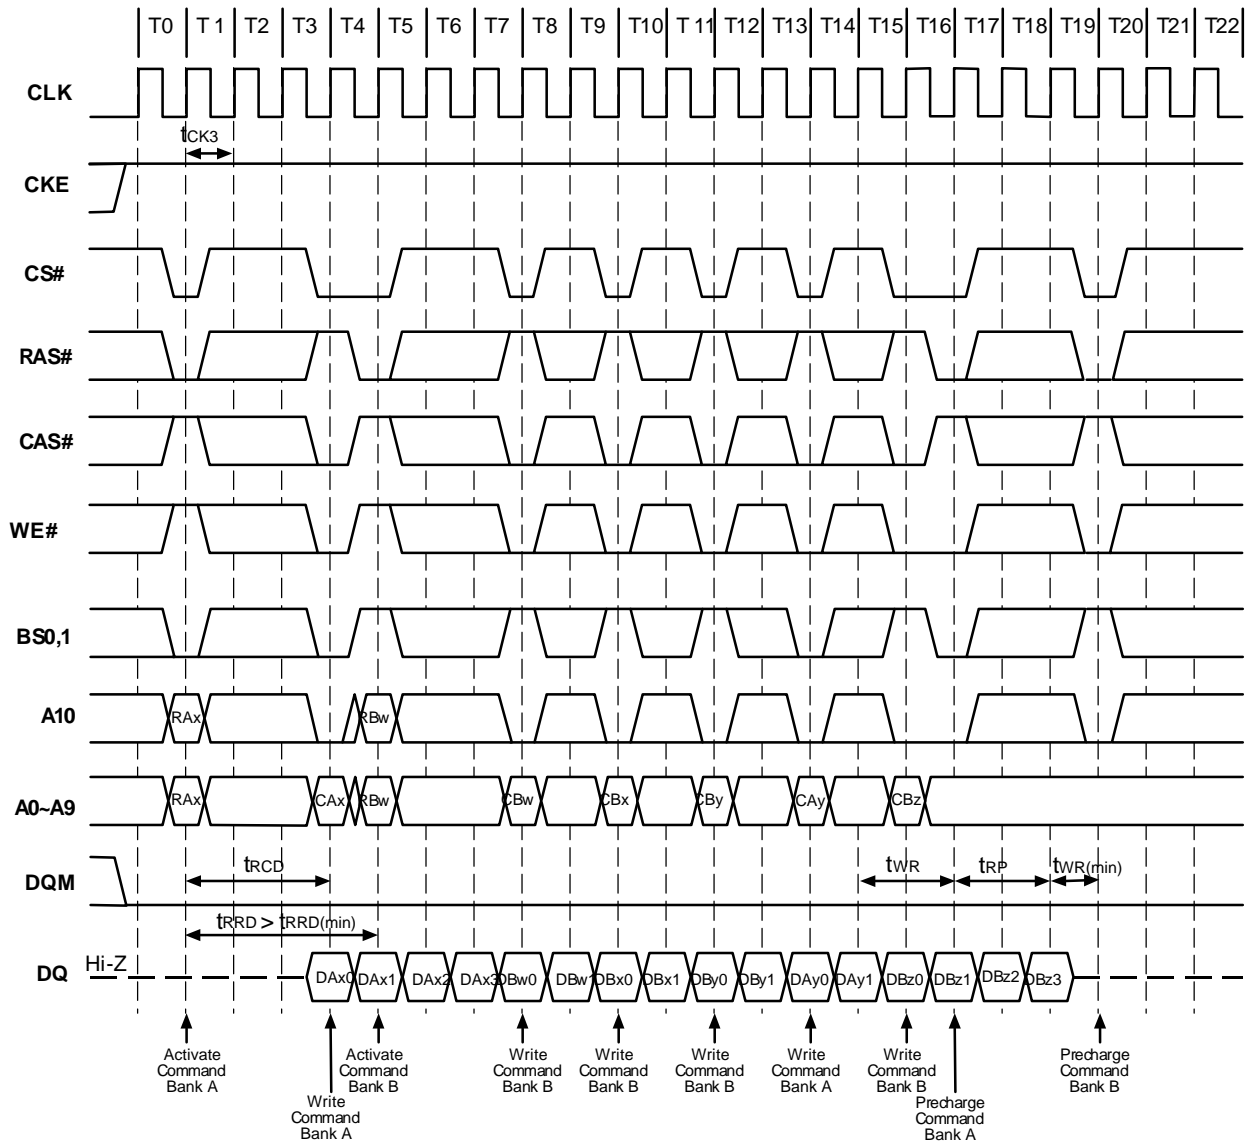 T0 T1 T2 T3 T4 T5 T6 T7 T8 T9 T10 T11 T12 T13 T14 T15 T16 T17 T18 T19 T20 T21 T22
CLK
tCK3
CKE
CS#
RAS#
CAS#
WE#
BS0,1
A10
RAx RBw
A0~A9
RAx CAx RBw CBw CBx CBy CAy CBz
DQM
tRCD tWR tRP tWR(min)
tRRD > tRRD(min)
DQ
Hi-Z
DAx0 DAx1 DAx2 DAx3 DBw0 DBw1 DBx0 DBx1 DBy0 DBy1 DAy0 DAy1 DBz0 DBz1 DBz2 DBz3
Activate
Command
Bank A
Write
Command
Bank A
Activate
Command
Bank B
Write
Command
Bank B
Write
Command
Bank B
Write
Command
Bank B
Write
Command
Bank A
Write
Command
Bank B
Precharge
Command
Bank A
Precharge
Command
Bank B